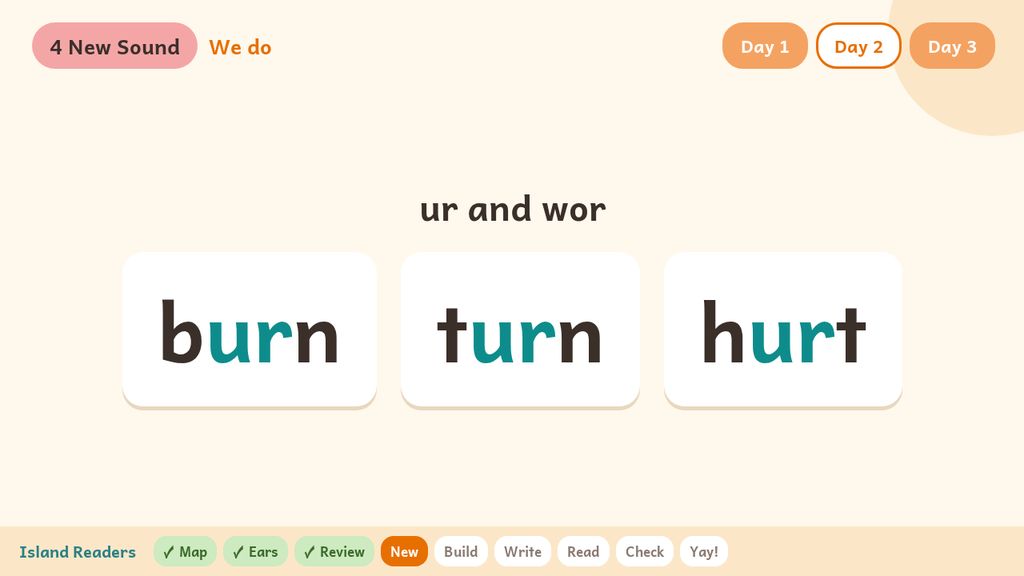 4 New Sound We do Day 1 Day 2 Day 3
ur and wor
burn turn hurt
Island Readers ✓ Map ✓ Ears ✓ Review New Build Write Read Check Yay!